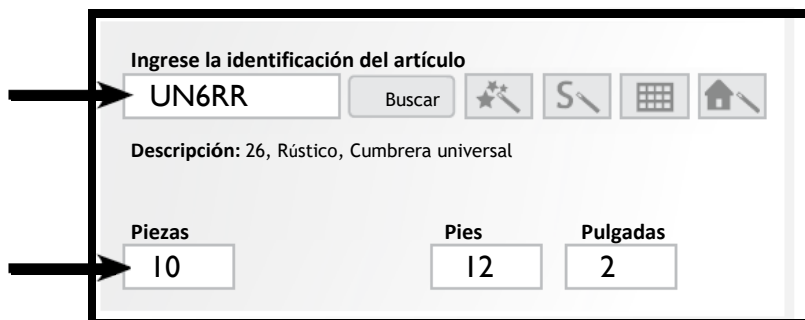 Ingrese la identificación del artículo
UN6RR Buscar S
Descripción: 26, Rústico, Cumbrera universal
Piezas Pies Pulgadas
10 12 2